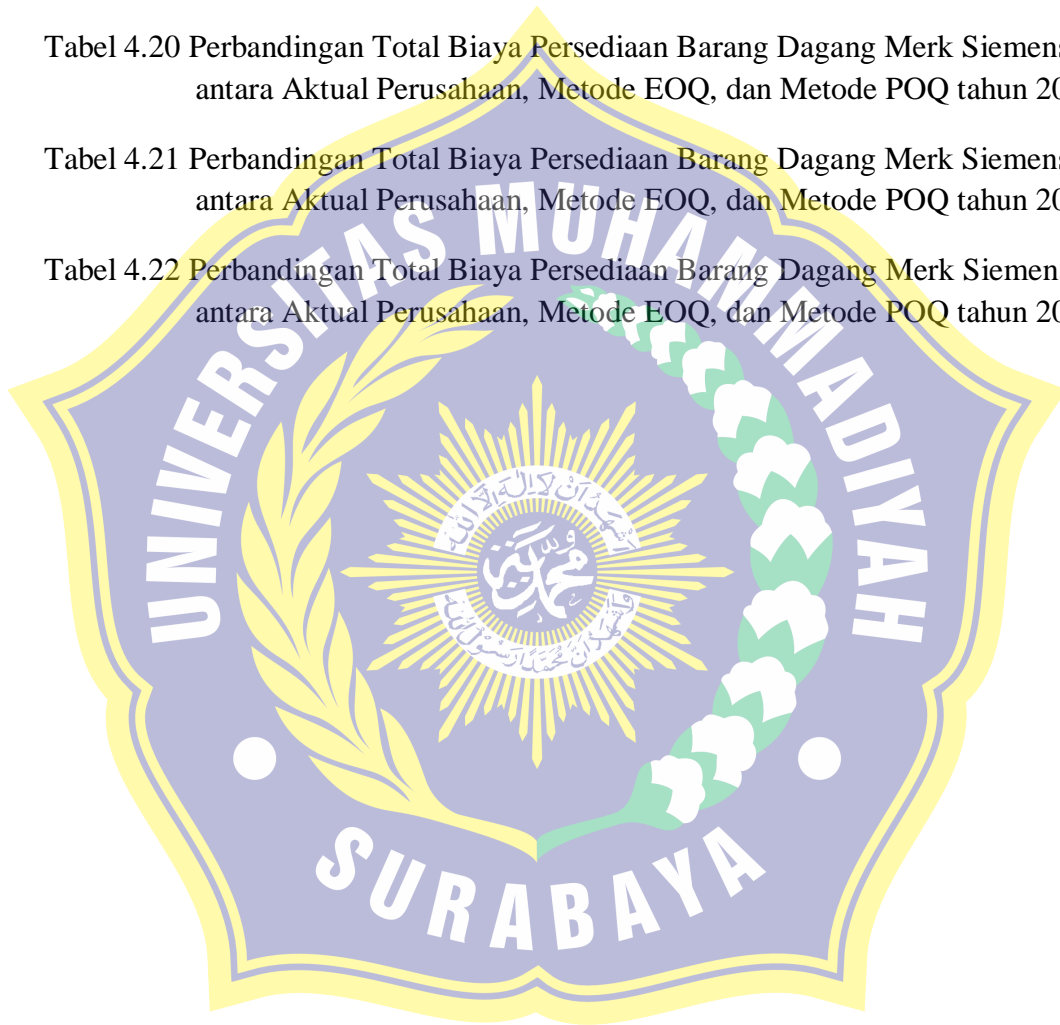 Tabel 4.20 Perbandingan Total Biaya Persediaan Barang Dagang Merk Siemens
antara Aktual Perusahaan, Metode EOQ, dan Metode POQ tahun 20
Tabel 4.21 Perbandingan Total Biaya Persediaan Barang Dagang Merk Siemens
antara Aktual Perusahaan, Metode EOQ, dan Metode POQ tahun 20
Tabel 4.22 Perbandingan Total Biaya Persediaan Barang Dagang Merk Siemen
antara Aktual Perusahaan, Metode EOQ, dan Metode POQ tahun 20
UNIVERSITAS MUHAMMADIYAH
SURABAYA